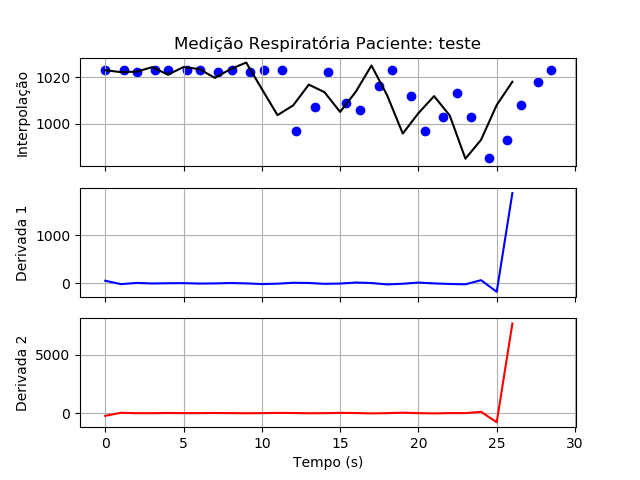 Medição Respiratória Paciente: teste
Interpolação
1020
1000
Derivada 1
1000
0
Derivada 2
5000
0
0 5 10 15 20 25 30
Tempo (s)